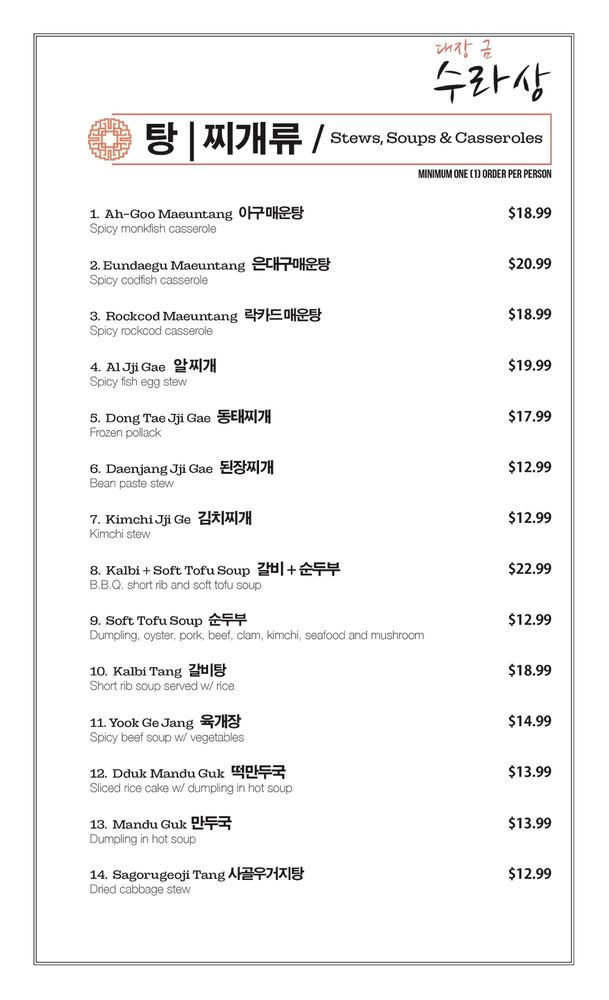 대장 금
수라상
탕 | 찌개류 / Stews, Soups & Casseroles
MINIMUM ONE (1) ORDER PER PERSON
1. Ah-Goo Maeuntang 아구매운탕 $18.99
Spicy monkfish casserole
2. Eundaegu Maeuntang 은대구매운탕 $20.99
Spicy codfish casserole
3. Rockcod Maeuntang 락카드매운탕 $18.99
Spicy rockcod casserole
4. Al Jji Gae 알찌개 $19.99
Spicy fish egg stew
5. Dong Tae Jji Gae 동태찌개 $17.99
Frozen pollack
6. Daenjang Jji Gae 된장찌개 $12.99
Bean paste stew
7. Kimchi Jji Ge 김치찌개 $12.99
Kimchi stew
8. Kalbi + Soft Tofu Soup 갈비 + 순두부 $22.99
B.B.Q. short rib and soft tofu soup
9. Soft Tofu Soup 순두부 $12.99
Dumpling, oyster, pork, beef, clam, kimchi, seafood and mushroom
10. Kalbi Tang 갈비탕 $18.99
Short rib soup served w/ rice
11. Yook Ge Jang 육개장 $14.99
Spicy beef soup w/ vegetables
12. Dduk Mandu Guk 떡만두국 $13.99
Sliced rice cake w/ dumpling in hot soup
13. Mandu Guk 만두국 $13.99
Dumpling in hot soup
14. Sagorugeoji Tang 사골우거지탕 $12.99
Dried cabbage stew